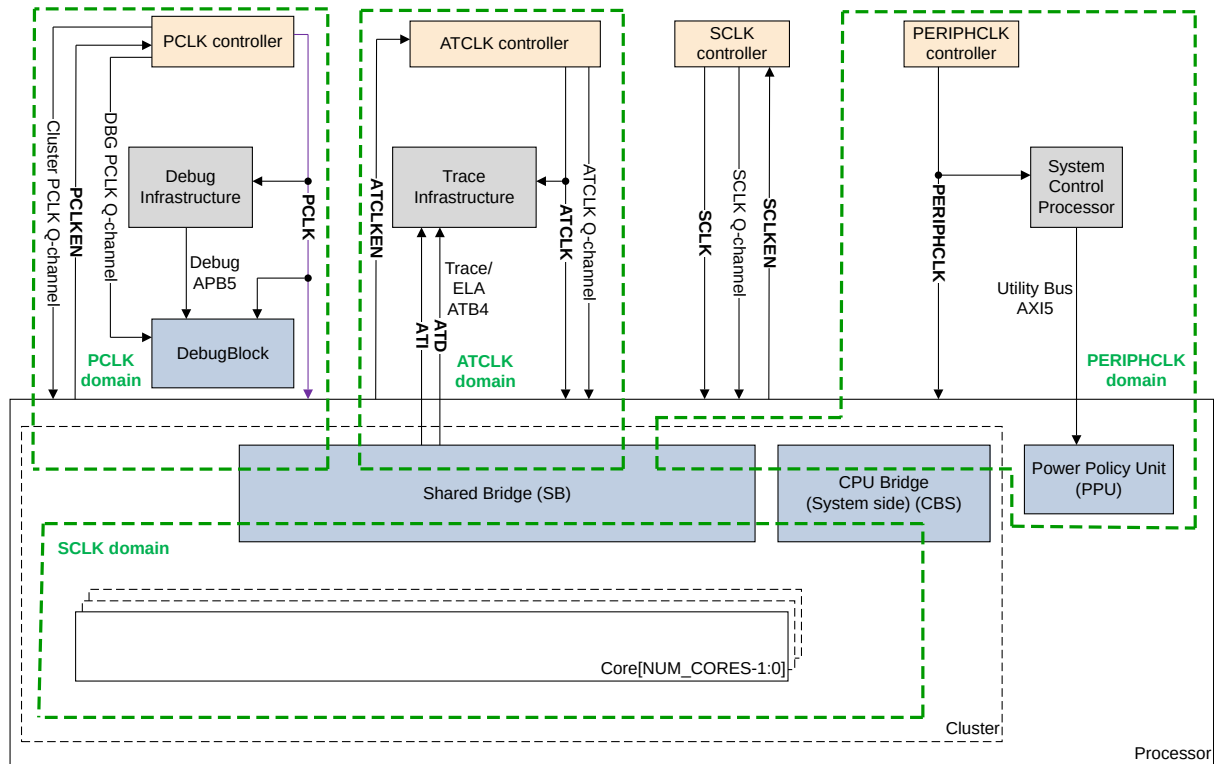 PCLK controller
ATCLK controller
SCLK
controller
PERIPHCLK
controller
Cluster PCLK Q-channel
PCLKEN
DBG PCLK Q-channel
Debug
Infrastructure
PCLK
Debug
APB5
DebugBlock
PCLK
domain
ATCLKEN
Trace
Infrastructure
ATCLK
ATCLK Q-channel
Trace/
ELA
ATB4
ATI
ATD
ATCLK
domain
SCLK
SCLK Q-channel
SCLKEN
PERIPHCLK
System
Control
Processor
Utility Bus
AXI5
PERIPHCLK
domain
Shared Bridge (SB)
CPU Bridge
(System side) (CBS)
Power Policy Unit
(PPU)
SCLK domain
Core[NUM_CORES-1:0]
Cluster
Processor